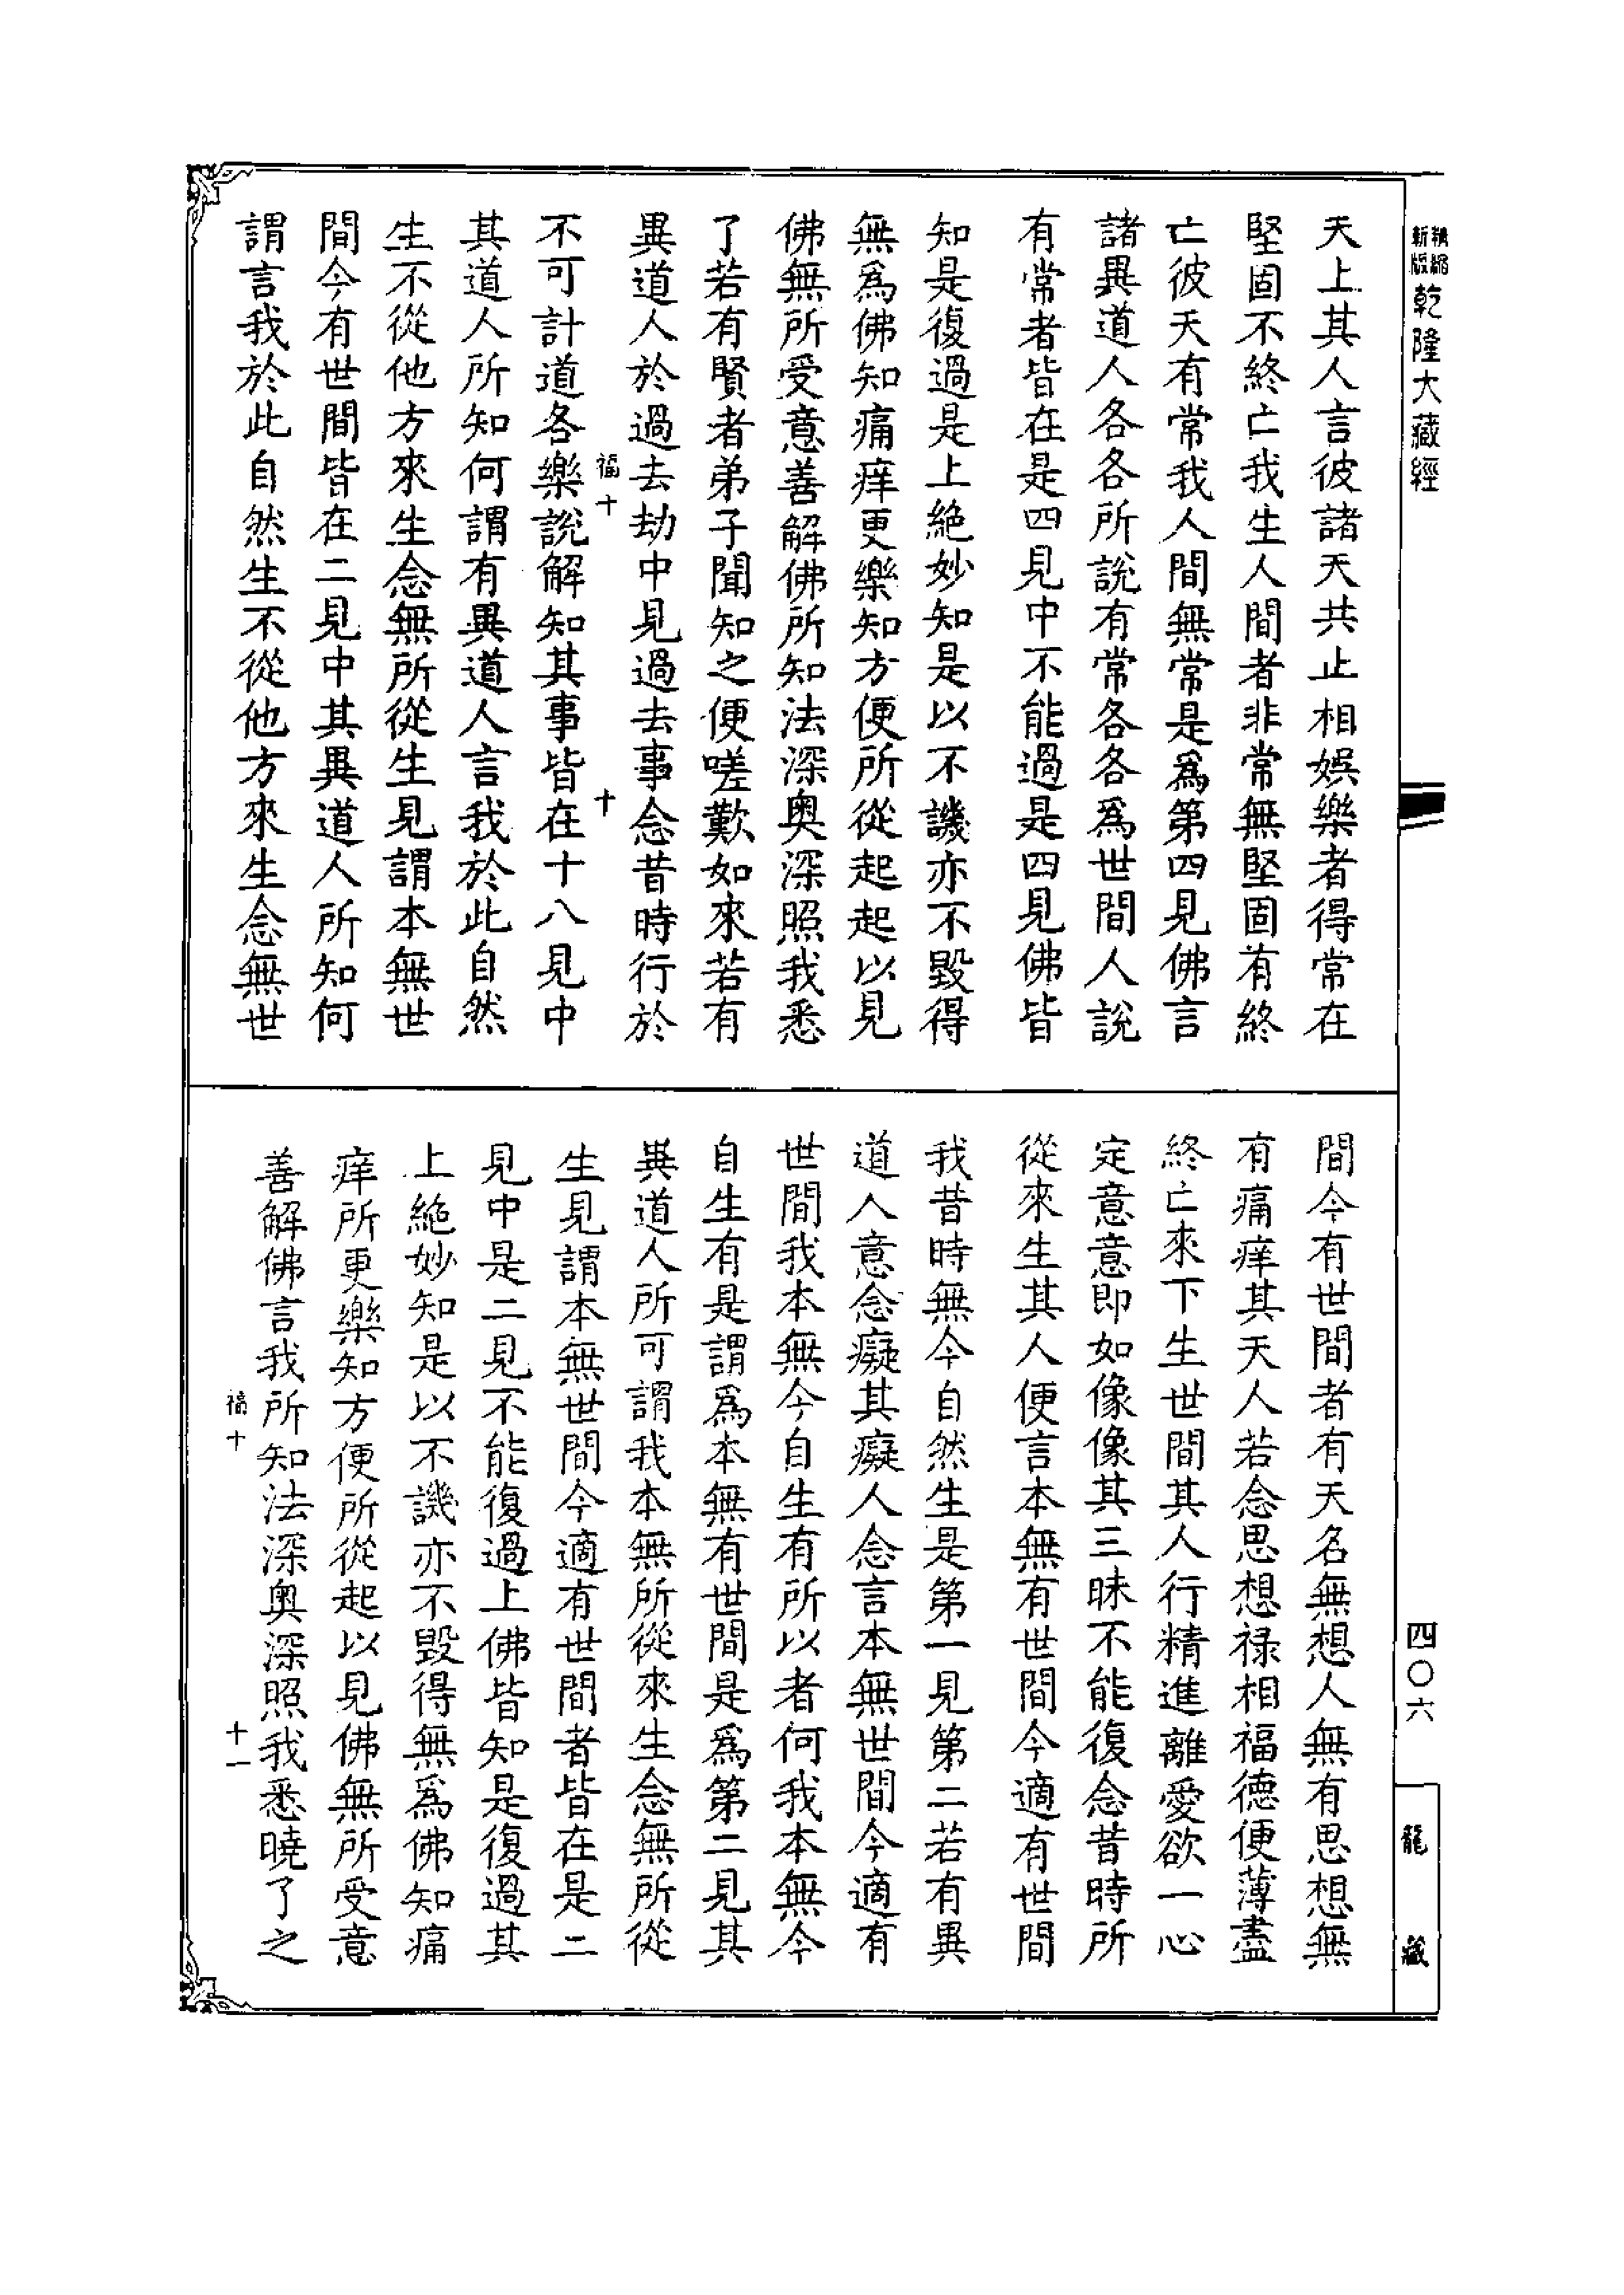 精縮
新版
乾隆大藏經
四〇六
龍藏
天上其人言彼諸天共止相娛樂者得常在
堅固不終亡我生人間者非常無堅固有終
亡彼天有常我人間無常是爲第四見佛言
諸異道人各各所說有常各各爲世間人說
有常者皆在是四見中不能過是四見佛皆
知是復過是上絶妙知是以不譏亦不毀得
無爲佛知痛痒更樂知方便所從起起以見
佛無所受意善解佛所知法深奧深照我悉
了若有賢者弟子聞知之便嗟歎如來若有
異道人於過去劫中見過去事念昔時行於
福十
十
不可計道各樂說解知其事皆在十八見中
其道人所知何謂有異道人言我於此自然
生不從他方來生念無所從生見謂本無世
間今有世間皆在二見中其異道人所知何
謂言我於此自然生不從他方來生念無世
間今有世間者有天名無想人無有思想無
有痛痒其天人若念思想禄相福德便薄盡
終亡來下生世間其人行精進離愛欲一心
定意意即如像像其三昧不能復念昔時所
從來生其人便言本無有世間今適有世間
我昔時無今自然生是第一見第二若有異
道人意念癡其癡人念言本無世間今適有
世間我本無今自生有所以者何我本無今
自生有是謂爲本無有世間是爲第二見其
異道人所可謂我本無所從來生念無所從
生見謂本無世間今適有世間者皆在是二
見中是二見不能復過上佛皆知是復過其
上絶妙知是以不譏亦不毀得無爲佛知痛
痒所更樂知方便所從起以見佛無所受意
善解佛言我所知法深奧深照我悉曉了之
福十
十一